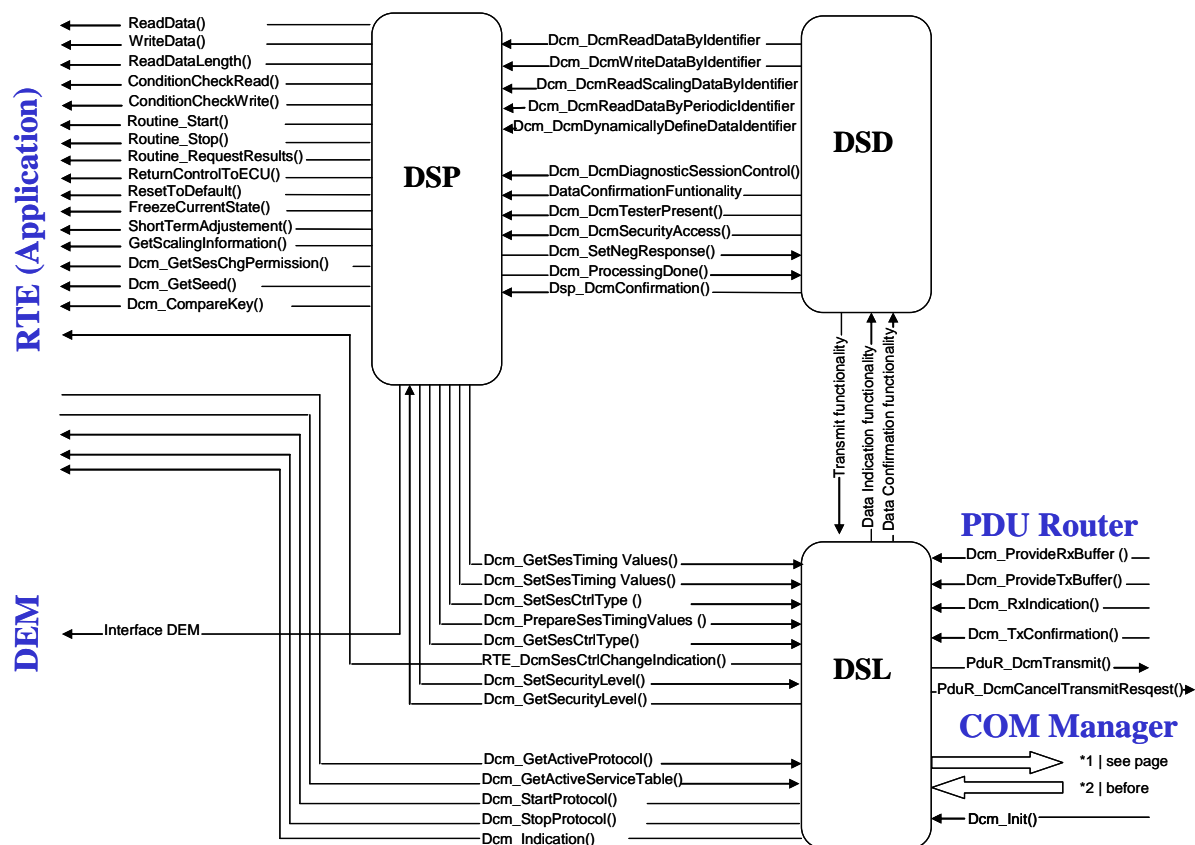 RTE (Application)
ReadData()
WriteData()
ReadDataLength()
ConditionCheckRead()
ConditionCheckWrite()
Routine_Start()
Routine_Stop()
Routine_RequestResults()
ReturnControlToECU()
ResetToDefault()
FreezeCurrentState()
ShortTermAdjustement()
GetScalingInformation()
Dcm_GetSesChgPermission()
Dcm_GetSeed()
Dcm_CompareKey()
DSP
Dcm_DcmReadDataByIdentifier
Dcm_DcmWriteDataByIdentifier
Dcm_DcmReadScalingDataByIdentifier
Dcm_DcmReadDataByPeriodicIdentifier
Dcm_DcmDynamicallyDefineDataIdentifier
Dcm_DcmDiagnosticSessionControl()
DataConfirmationFuntionality
Dcm_DcmTesterPresent()
Dcm_DcmSecurityAccess()
Dcm_SetNegResponse()
Dcm_ProcessingDone()
Dsp_DcmConfirmation()
DSD
Transmit functionality
Data Indication functionality
Data Confirmation functionality
DEM
Interface DEM
Dcm_GetSesTiming Values()
Dcm_SetSesTiming Values()
Dcm_SetSesCtrlType ()
Dcm_PrepareSesTimingValues ()
Dcm_GetSesCtrlType()
RTE_DcmSesCtrlChangeIndication()
Dcm_SetSecurityLevel()
Dcm_GetSecurityLevel()
Dcm_GetActiveProtocol()
Dcm_GetActiveServiceTable()
Dcm_StartProtocol()
Dcm_StopProtocol()
Dcm_Indication()
DSL
PDU Router
Dcm_ProvideRxBuffer ()
Dcm_ProvideTxBuffer()
Dcm_RxIndication()
Dcm_TxConfirmation()
PduR_DcmTransmit()
PduR_DcmCancelTransmitResqest()
COM Manager
*1 | see page
*2 | before
Dcm_Init()